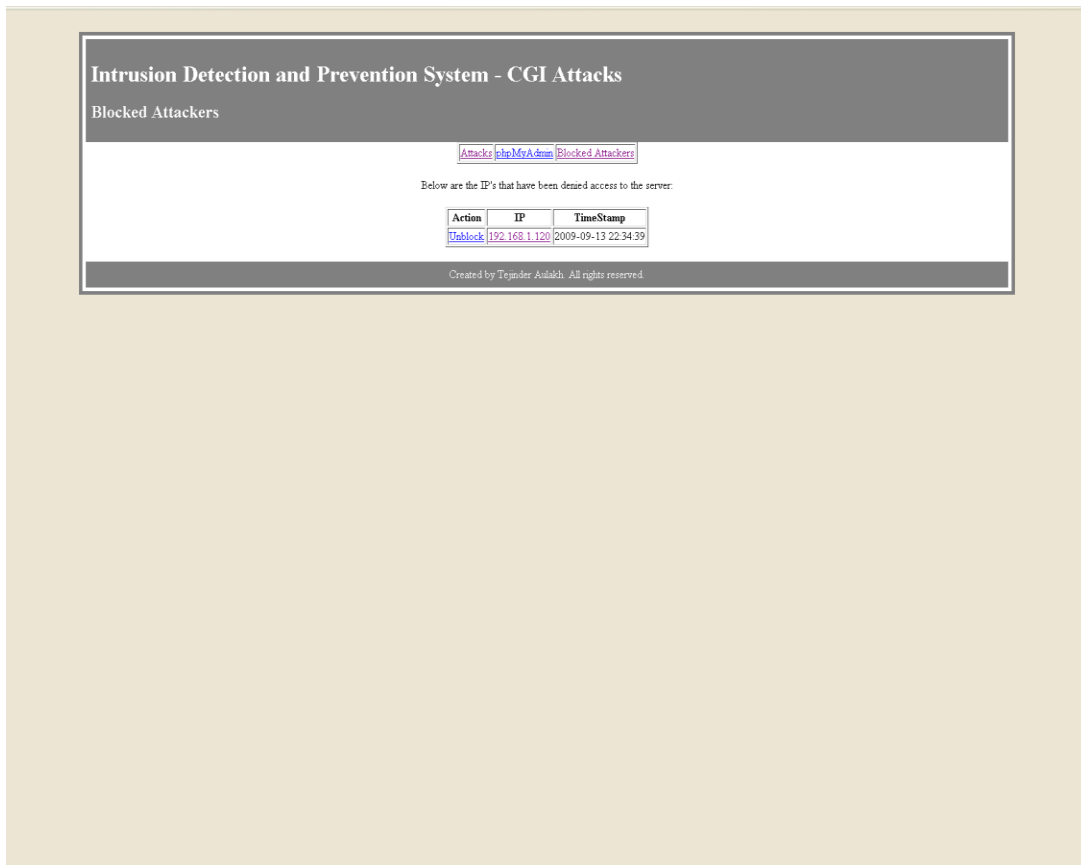 Intrusion Detection and Prevention System - CGI Attacks
Blocked Attackers
Attacks phpMyAdmin Blocked Attackers
Below are the IP's that have been denied access to the server:
Action IP TimeStamp
Unblock 192.168.1.120 2009-09-13 22:34:39
Created by Tejinder Aulakh. All rights reserved.